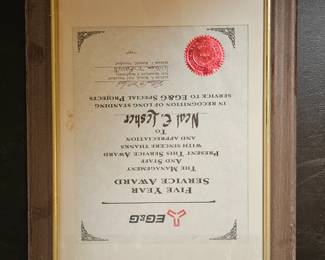 EG&G
FIVE YEAR
SERVICE AWARD
THE MANAGEMENT
AND STAFF
PRESENT THIS SERVICE AWARD
WITH SINCERE THANKS
AND APPRECIATION
TO
Neal E. Lesher
IN RECOGNITION OF LONG STANDING
SERVICE TO EG&G SPECIAL PROJECTS